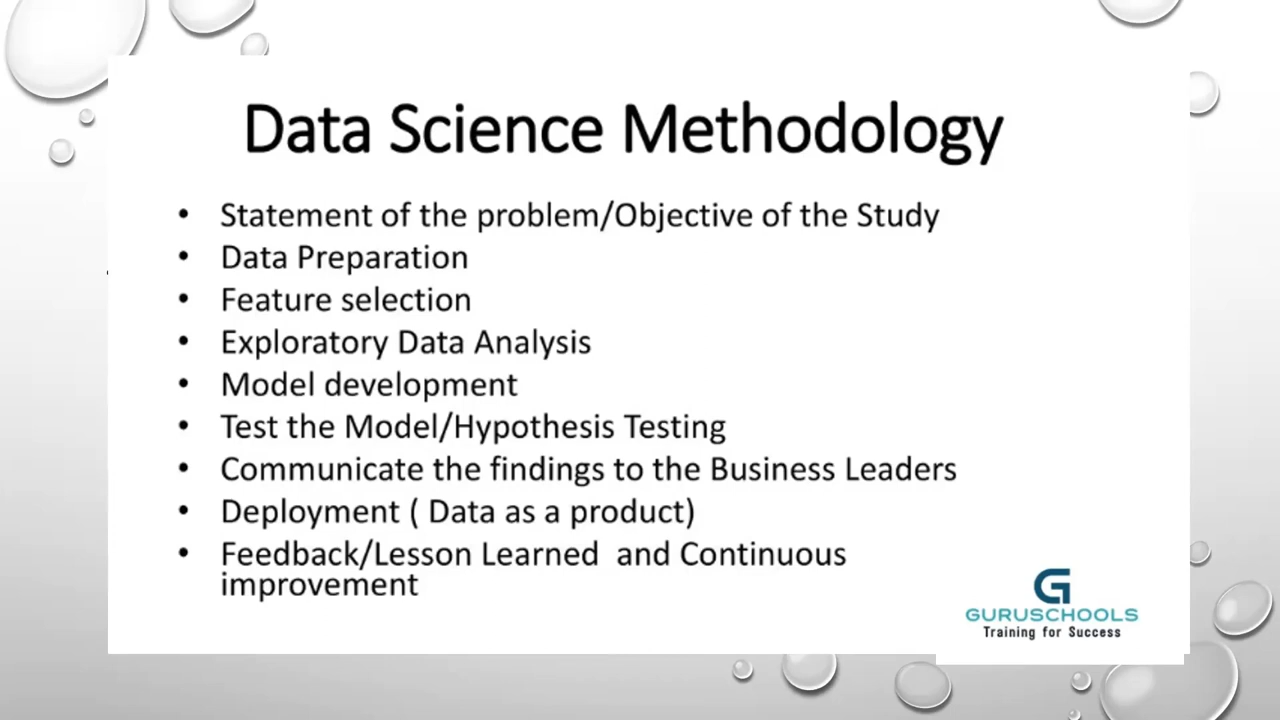 Data Science Methodology
• Statement of the problem/Objective of the Study
• Data Preparation
• Feature selection
• Exploratory Data Analysis
• Model development
• Test the Model/Hypothesis Testing
• Communicate the findings to the Business Leaders
• Deployment ( Data as a product)
• Feedback/Lesson Learned  and Continuous
improvement
GURUSCHOOLS
Training for Success